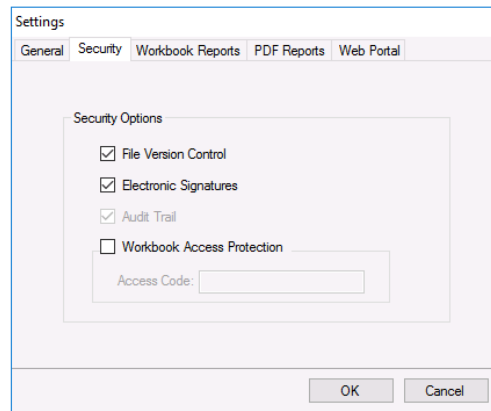 Settings
General Security Workbook Reports PDF Reports Web Portal
Security Options
File Version Control
Electronic Signatures
Audit Trail
Workbook Access Protection
Access Code:
OK Cancel